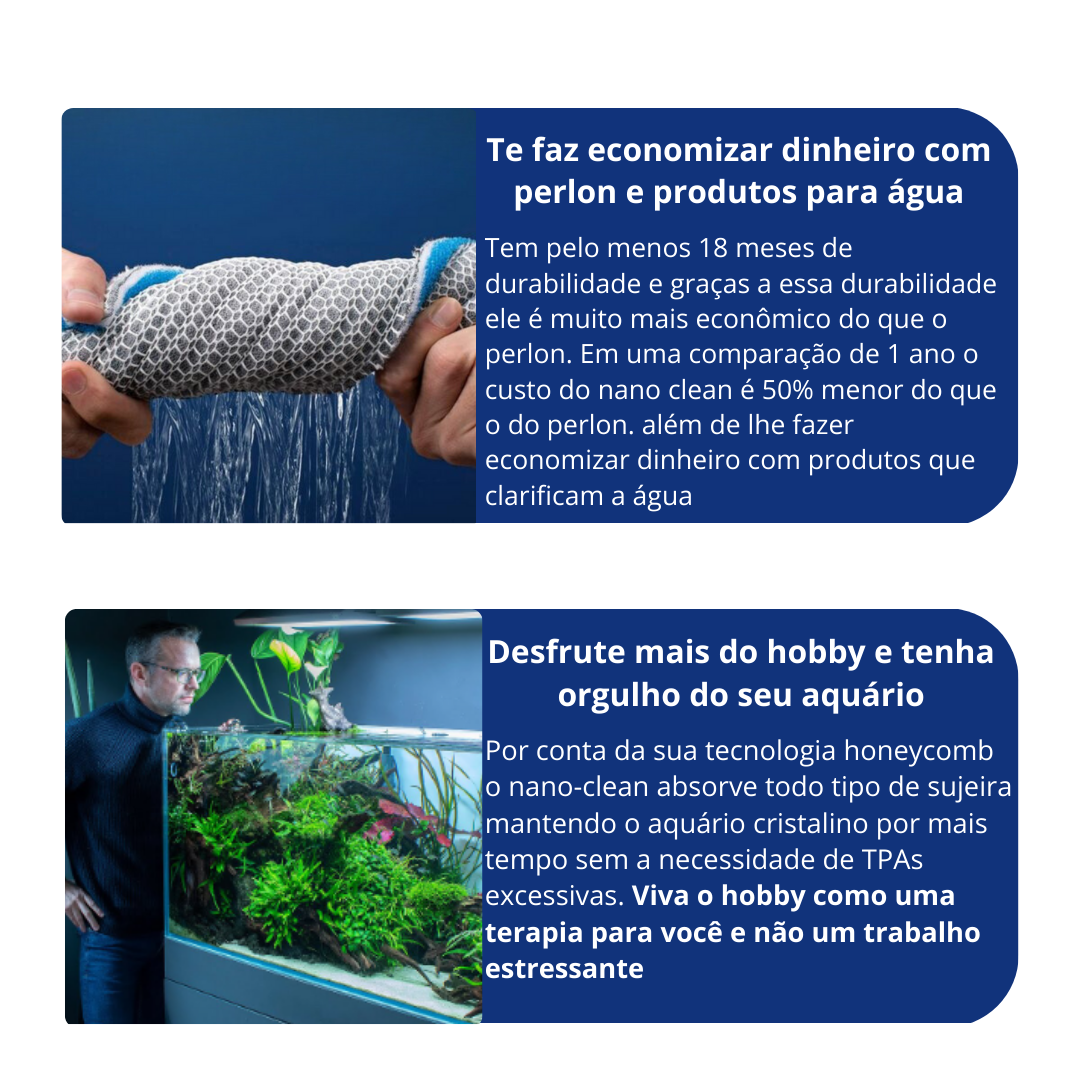 Te faz economizar dinheiro com
perlon e produtos para água
Tem pelo menos 18 meses de
durabilidade e graças a essa durabilidade
ele é muito mais econômico do que o
perlon. Em uma comparação de 1 ano o
custo do nano clean é 50% menor do que
o do perlon. além de lhe fazer
economizar dinheiro com produtos que
clarificam a água
Desfrute mais do hobby e tenha
orgulho do seu aquário
Por conta da sua tecnologia honeycomb
o nano-clean absorve todo tipo de sujeira
mantendo o aquário cristalino por mais
tempo sem a necessidade de TPAs
excessivas. Viva o hobby como uma
terapia para você e não um trabalho
estressante